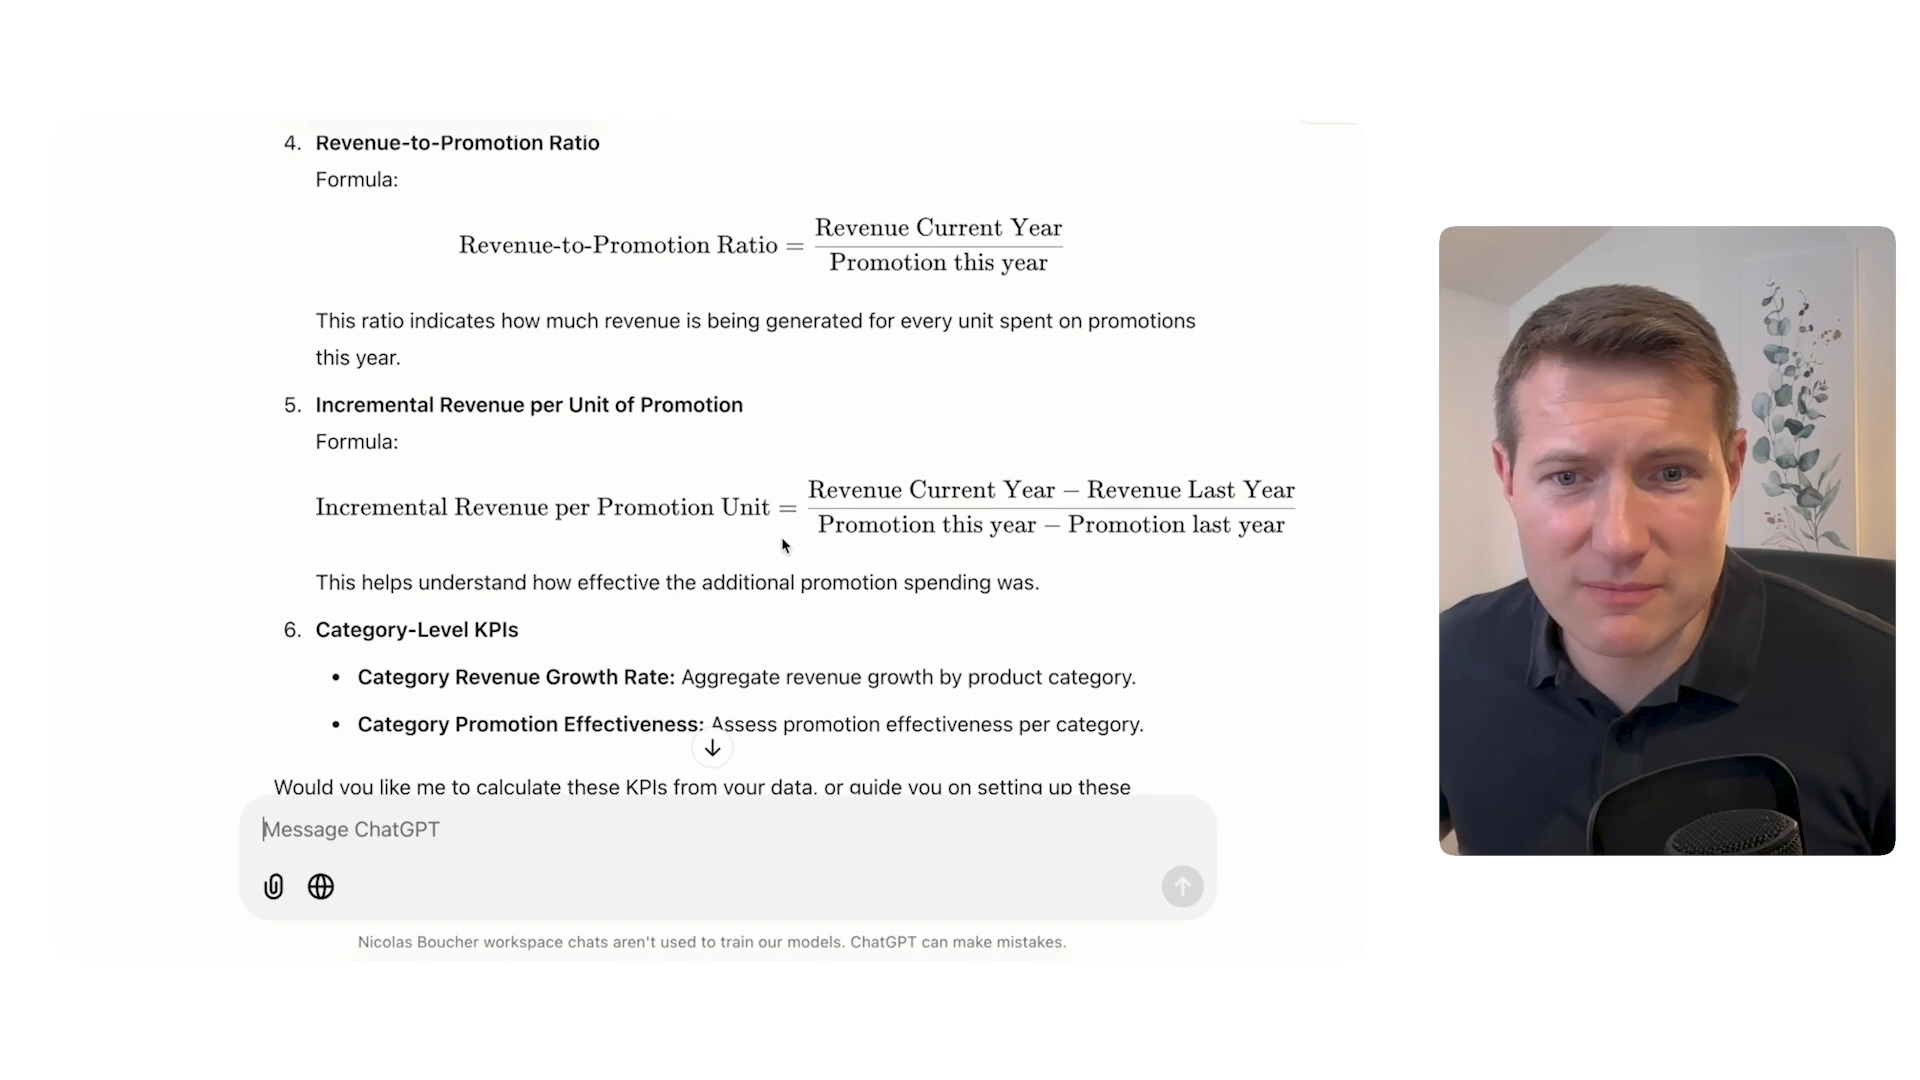 4. Revenue-to-Promotion Ratio
Formula:
Revenue-to-Promotion Ratio = Revenue Current Year / Promotion this year
This ratio indicates how much revenue is being generated for every unit spent on promotions
this year.
5. Incremental Revenue per Unit of Promotion
Formula:
Incremental Revenue per Promotion Unit = Revenue Current Year – Revenue Last Year / Promotion this year – Promotion last year
This helps understand how effective the additional promotion spending was.
6. Category-Level KPIs
• Category Revenue Growth Rate: Aggregate revenue growth by product category.
• Category Promotion Effectiveness: Assess promotion effectiveness per category.
Would you like me to calculate these KPIs from your data, or guide you on setting up these
Message ChatGPT
Nicolas Boucher workspace chats aren't used to train our models. ChatGPT can make mistakes.